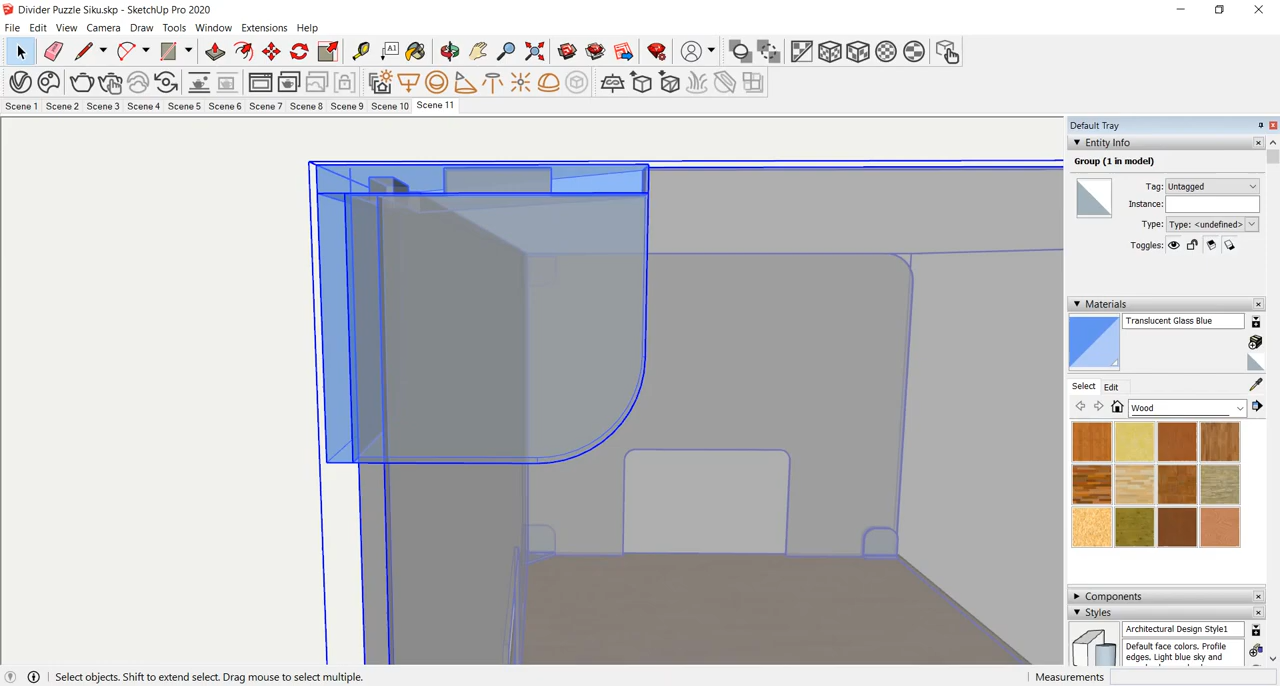 Divider Puzzle Siku.skp - SketchUp Pro 2020
File Edit View Camera Draw Tools Window Extensions Help
Scene 1 Scene 2 Scene 3 Scene 4 Scene 5 Scene 6 Scene 7 Scene 8 Scene 9 Scene 10 Scene 11
Default Tray
Entity Info
Group (1 in model)
Tag: Untagged
Instance:
Type: Type: <undefined>
Toggles:
Materials
Translucent Glass Blue
Select Edit
Wood
Components
Styles
Architectural Design Style1
Default face colors. Profile
edges. Light blue sky and
Select objects. Shift to extend select. Drag mouse to select multiple.
Measurements